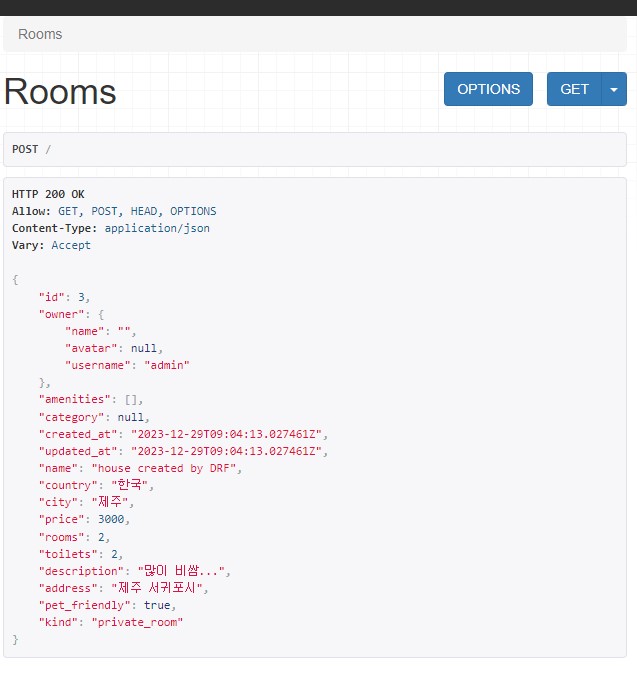 Rooms
Rooms
OPTIONS
GET
POST /
HTTP 200 OK
Allow: GET, POST, HEAD, OPTIONS
Content-Type: application/json
Vary: Accept
{
    "id": 3,
    "owner": {
        "name": "",
        "avatar": null,
        "username": "admin"
    },
    "amenities": [],
    "category": null,
    "created_at": "2023-12-29T09:04:13.027461Z",
    "updated_at": "2023-12-29T09:04:13.027461Z",
    "name": "house created by DRF",
    "country": "한국",
    "city": "제주",
    "price": 3000,
    "rooms": 2,
    "toilets": 2,
    "description": "많이 비쌈...",
    "address": "제주 서귀포시",
    "pet_friendly": true,
    "kind": "private_room"
}